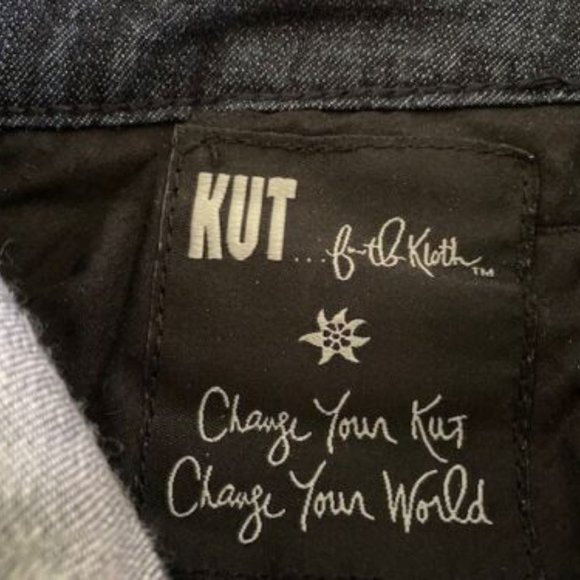 KUT... from the Kloth™
Change Your Kut
Change Your World